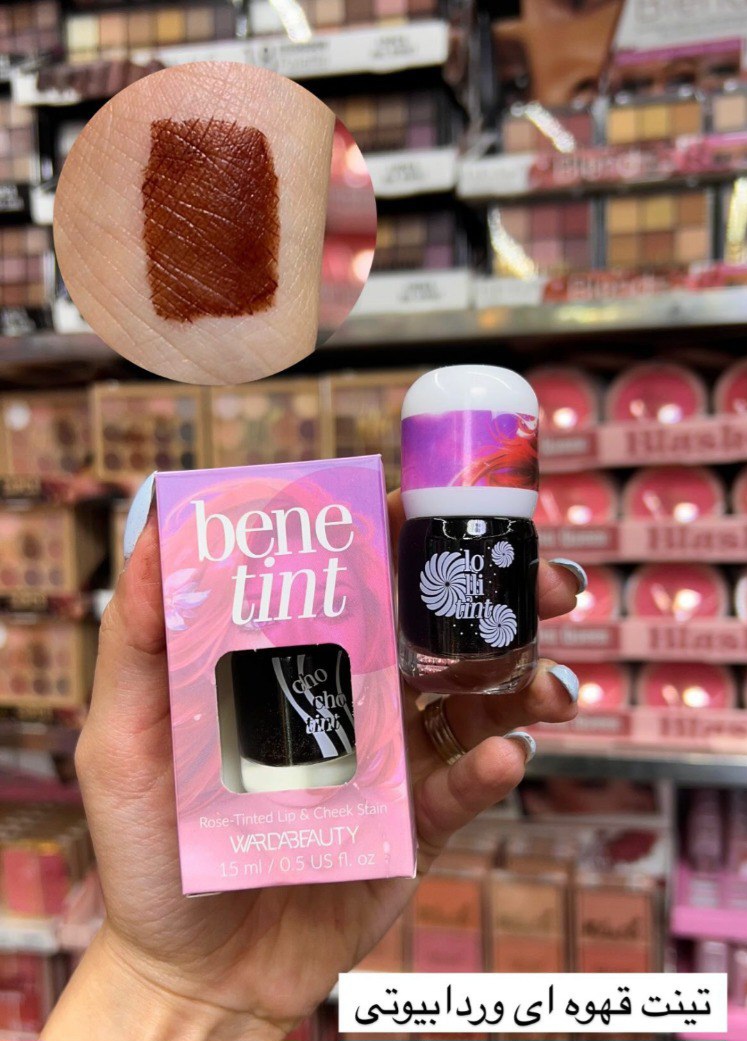 bene
tint
cho
cho
tint
Rose-Tinted Lip & Cheek Stain
WARDABEAUTY
15 ml / 0.5 US fl. oz
lo
lli
tint
Blush
تینت قهوه ای وردابیوتی